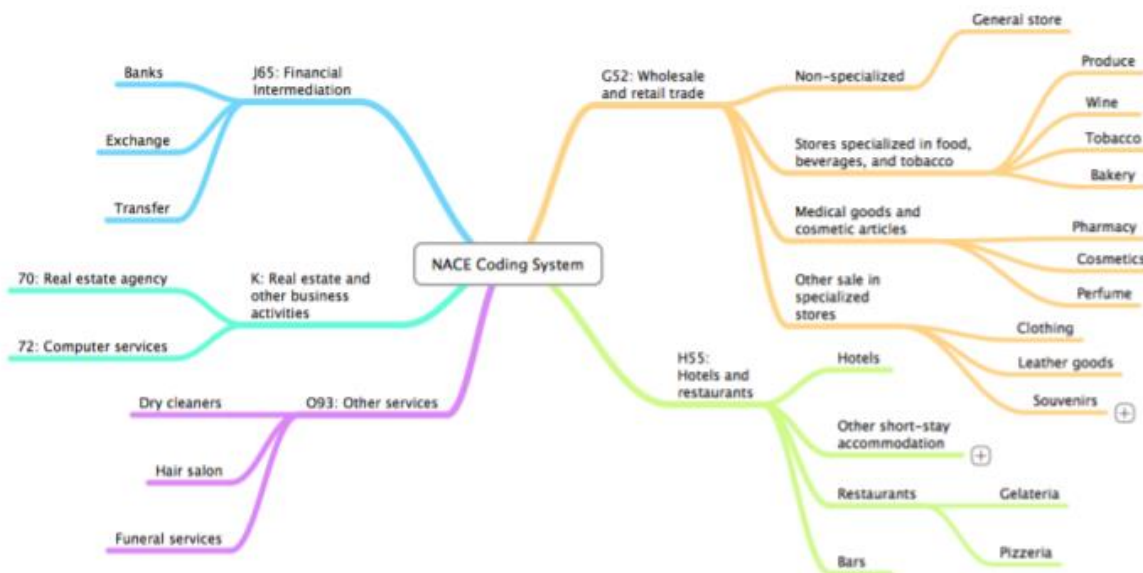 NACE Coding System
J65: Financial
Intermediation
Banks
Exchange
Transfer
K: Real estate and
other business
activities
70: Real estate agency
72: Computer services
O93: Other services
Dry cleaners
Hair salon
Funeral services
G52: Wholesale
and retail trade
Non-specialized
General store
Stores specialized in food,
beverages, and tobacco
Produce
Wine
Tobacco
Bakery
Medical goods and
cosmetic articles
Pharmacy
Cosmetics
Perfume
Other sale in
specialized
stores
Clothing
Leather goods
Souvenirs
H55:
Hotels and
restaurants
Hotels
Other short-stay
accommodation
Restaurants
Gelateria
Pizzeria
Bars